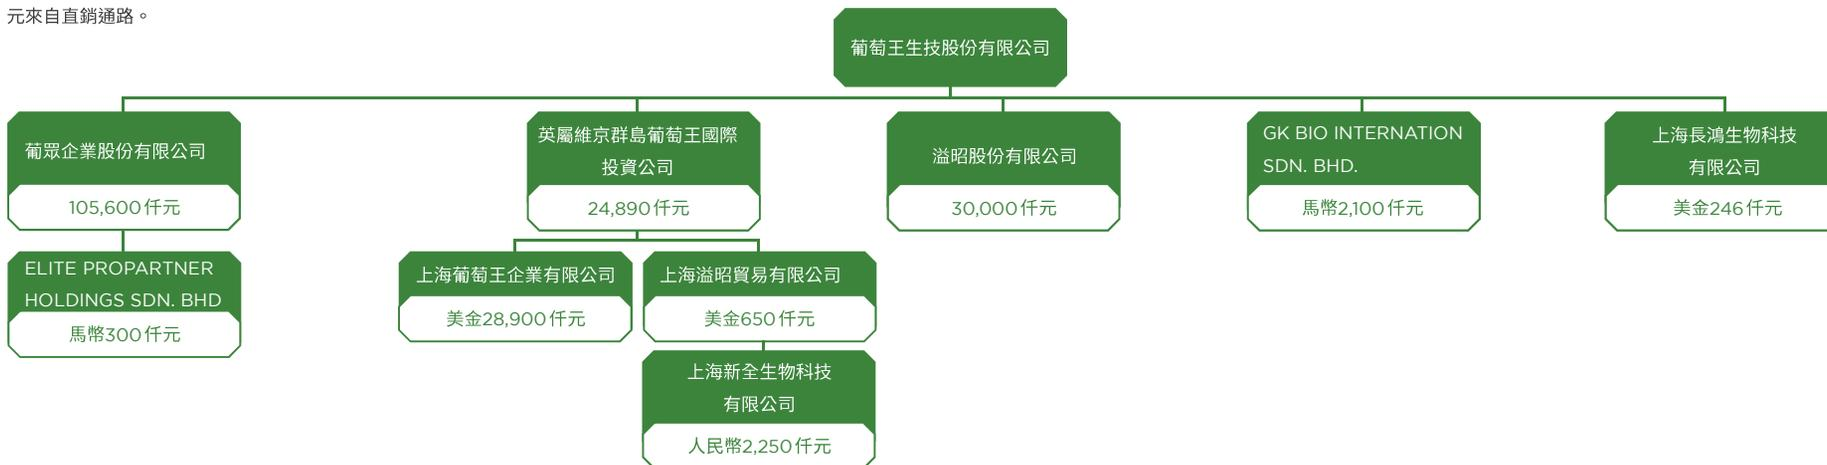 元來自直銷通路。
葡萄王生技股份有限公司
葡眾企業股份有限公司
105,600仟元
英屬維京群島葡萄王國際
投資公司
24,890仟元
溢昭股份有限公司
30,000仟元
GK BIO INTERNATION
SDN. BHD.
馬幣2,100仟元
上海長鴻生物科技
有限公司
美金246仟元
ELITE PROPARTNER
HOLDINGS SDN. BHD
馬幣300仟元
上海葡萄王企業有限公司
美金28,900仟元
上海溢昭貿易有限公司
美金650仟元
上海新全生物科技
有限公司
人民幣2,250仟元